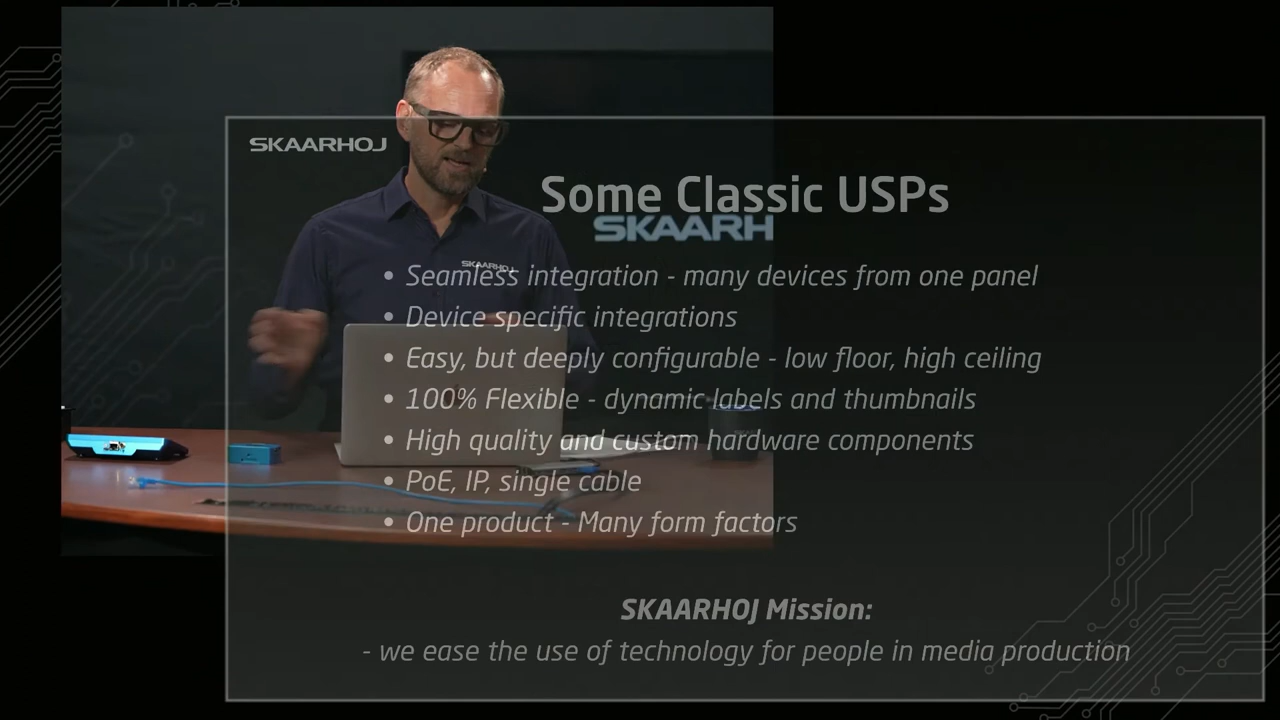 SKAARHOJ
Some Classic USPs
SKAARH
SKAARHOJ
• Seamless integration - many devices from one panel
• Device specific integrations
• Easy, but deeply configurable - low floor, high ceiling
• 100% Flexible - dynamic labels and thumbnails
• High quality and custom hardware components
• PoE, IP, single cable
• One product - Many form factors
SKAARHOJ Mission:
- we ease the use of technology for people in media production